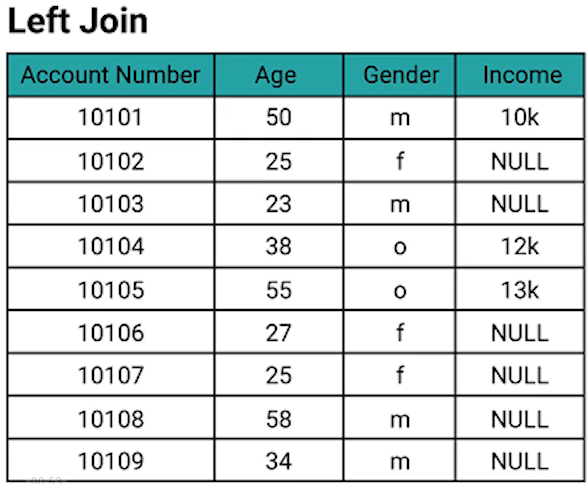 Left Join
Account Number Age Gender Income
10101 50 m 10k
10102 25 f NULL
10103 23 m NULL
10104 38 o 12k
10105 55 o 13k
10106 27 f NULL
10107 25 f NULL
10108 58 m NULL
10109 34 m NULL